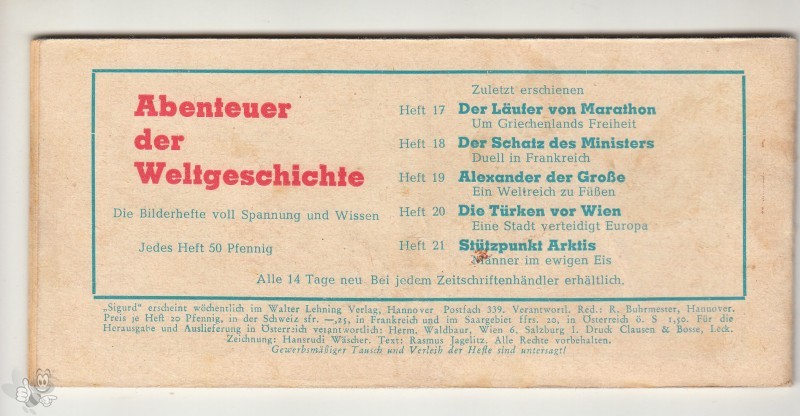 Abenteuer
der
Weltgeschichte
Die Bilderhefte voll Spannung und Wissen
Jedes Heft 50 Pfennig
Zuletzt erschienen
Heft 17 Der Läufer von Marathon
Um Griechenlands Freiheit
Heft 18 Der Schatz des Ministers
Duell in Frankreich
Heft 19 Alexander der Große
Ein Weltreich zu Füßen
Heft 20 Die Türken vor Wien
Eine Stadt verteidigt Europa
Heft 21 Stützpunkt Arktis
Männer im ewigen Eis
Alle 14 Tage neu Bei jedem Zeitschriftenhändler erhältlich.
„Sigurd" erscheint wöchentlich im Walter Lehning Verlag, Hannover Postfach 339. Verantwortl. Red.: R. Buhrmester, Hannover.
Preis je Heft 20 Pfennig, in der Schweiz sfr. —,25, in Frankreich und im Saargebiet ffrs. 20, in Österreich ö. S 1,50. Für die
Herausgabe und Auslieferung in Österreich verantwortlich: Herm. Waldbaur, Wien 6, Salzburg 1. Druck Clausen & Bosse, Leck.
Zeichnung: Hansrudi Wäscher. Text: Rasmus Jagelitz. Alle Rechte vorbehalten.
Gewerbsmäßiger Tausch und Verleih der Hefte sind untersagt!